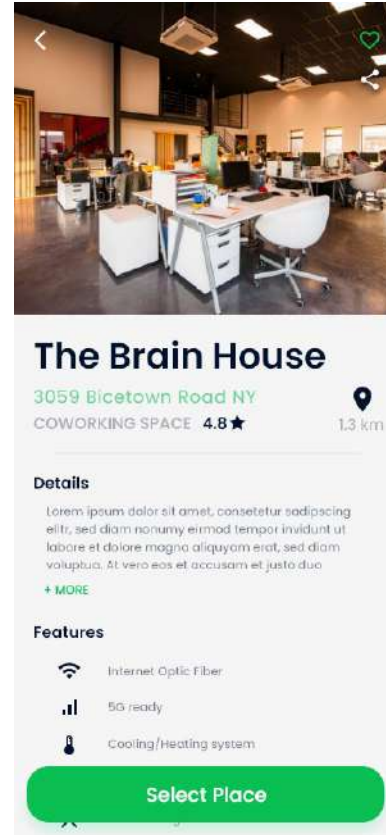 The Brain House
3059 Bicetown Road NY
COWORKING SPACE 4.8★
1.3 km
Details
Lorem ipsum dolor sit amet, consetetur sadipscing
elitr, sed diam nonumy eirmod tempor invidunt ut
labore et dolore magna aliquyam erat, sed diam
voluptua. At vero eos et accusam et justo duo
+ MORE
Features
Internet Optic Fiber
5G ready
Cooling/Heating system
Select Place